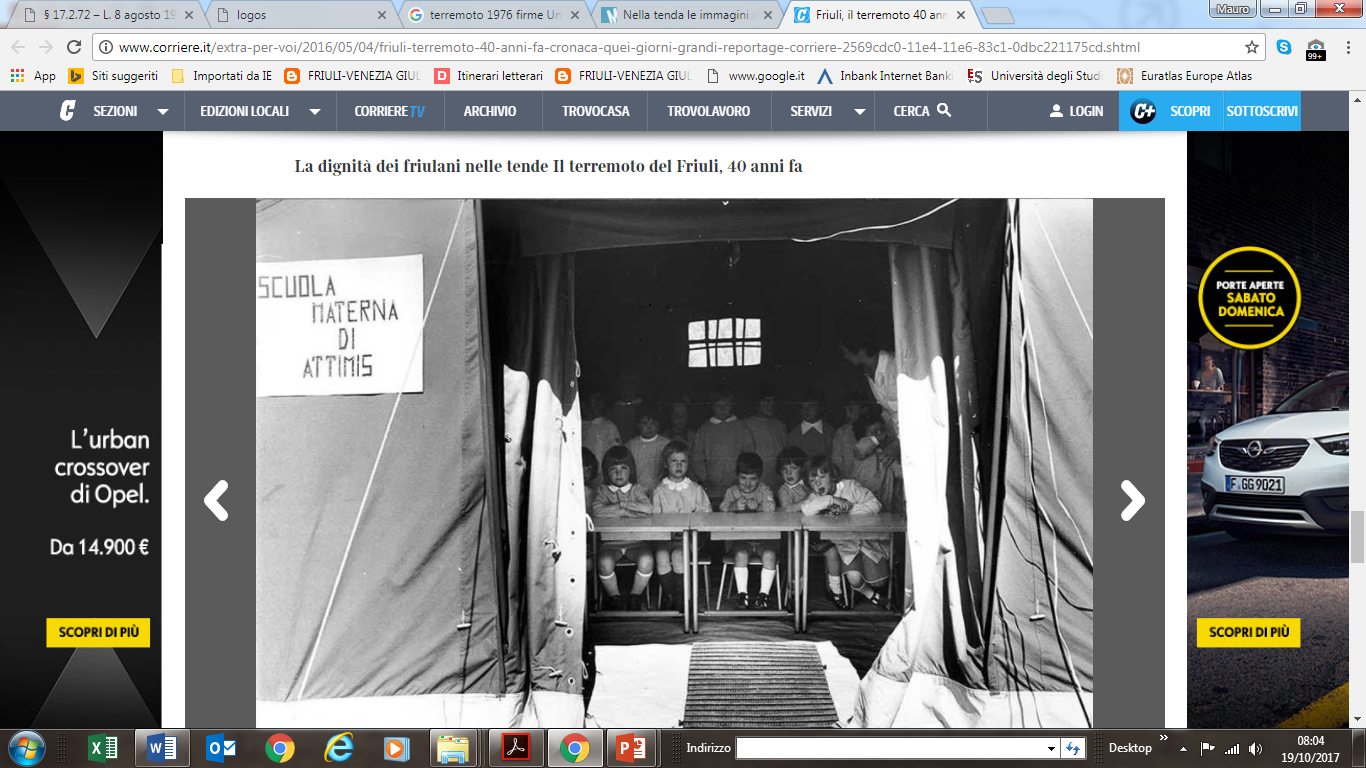 § 17.2.72 – L. 8 agosto 19
logos
terremoto 1976 firme Un
Nella tenda le immagini
Friuli, il terremoto 40 ann
Mauro
www.corriere.it/extra-per-voi/2016/05/04/friuli-terremoto-40-anni-fa-cronaca-quei-giorni-grandi-reportage-corriere-2569cdc0-11e4-11e6-83c1-0dbc221175cd.shtml
99+
App Siti suggeriti Importati da IE FRIULI-VENEZIA GIUL Itinerari letterari FRIULI-VENEZIA GIUL www.google.it Inbank Internet Banki Università degli Studi Euratlas Europe Atlas
SEZIONI EDIZIONI LOCALI CORRIERE TV ARCHIVIO TROVOCASA TROVOLAVORO SERVIZI CERCA LOGIN C+ SCOPRI SOTTOSCRIVI
La dignità dei friulani nelle tende Il terremoto del Friuli, 40 anni fa
SCUOLA
MATERNA
DI
ATTIMIS
L'urban
crossover
di Opel.
Da 14.900 €
SCOPRI DI PIÙ
PORTE APERTE
SABATO
DOMENICA
F GG 9021
SCOPRI DI PIÙ
Indirizzo
Desktop
08:04
19/10/2017